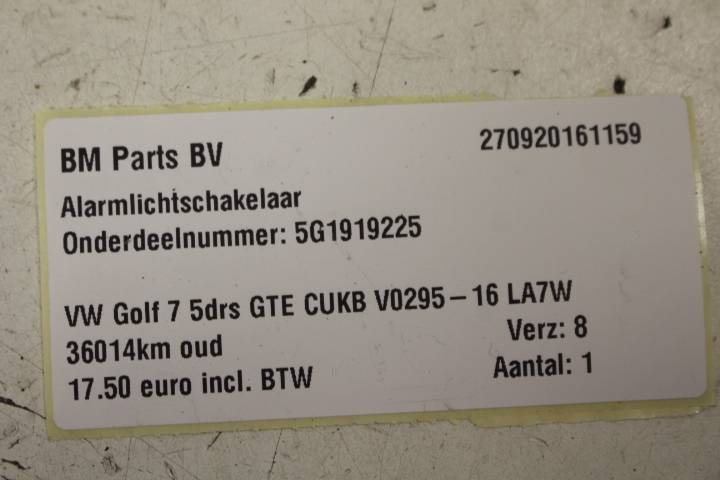 BM Parts BV 270920161159
Alarmlichtschakelaar
Onderdeelnummer: 5G1919225
VW Golf 7 5drs GTE CUKB V0295-16 LA7W
36014km oud Verz: 8
17.50 euro incl. BTW Aantal: 1